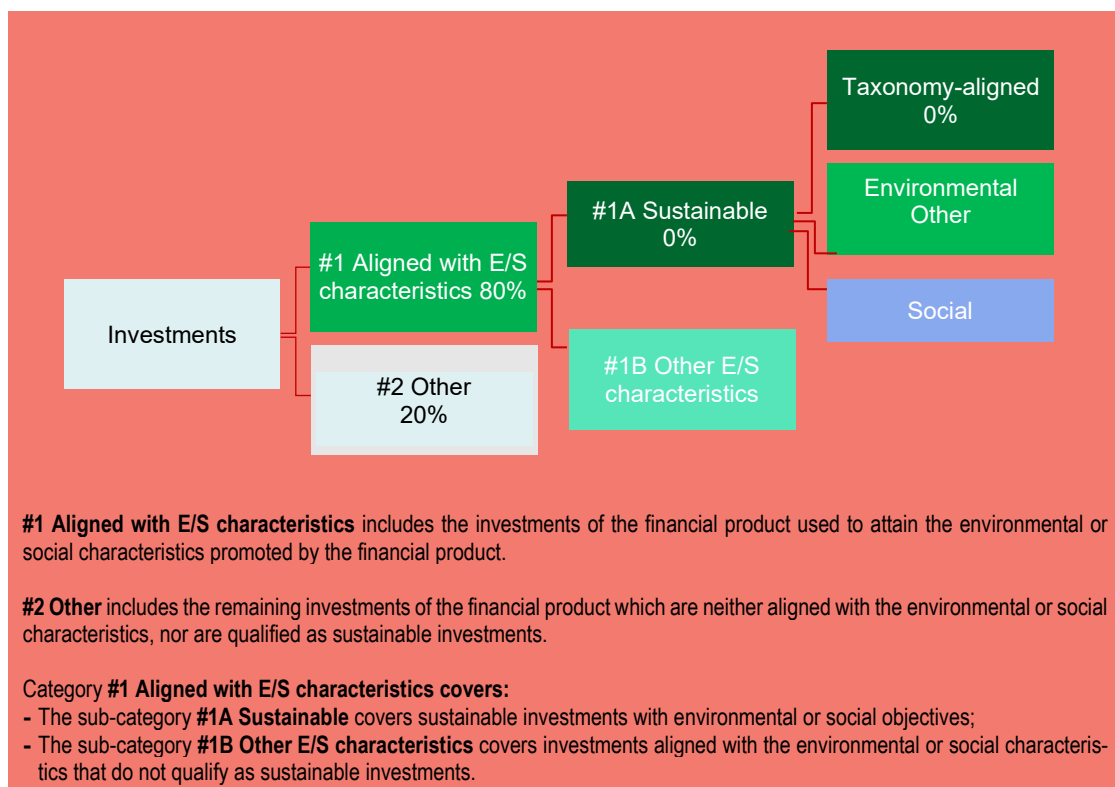 Taxonomy-aligned
0%
Environmental
Other
#1A Sustainable
0%
#1 Aligned with E/S
characteristics 80%
Social
Investments
#1B Other E/S
characteristics
#2 Other
20%
#1 Aligned with E/S characteristics includes the investments of the financial product used to attain the environmental or
social characteristics promoted by the financial product.
#2 Other includes the remaining investments of the financial product which are neither aligned with the environmental or social
characteristics, nor are qualified as sustainable investments.
Category #1 Aligned with E/S characteristics covers:
- The sub-category #1A Sustainable covers sustainable investments with environmental or social objectives;
- The sub-category #1B Other E/S characteristics covers investments aligned with the environmental or social characteris-
tics that do not qualify as sustainable investments.